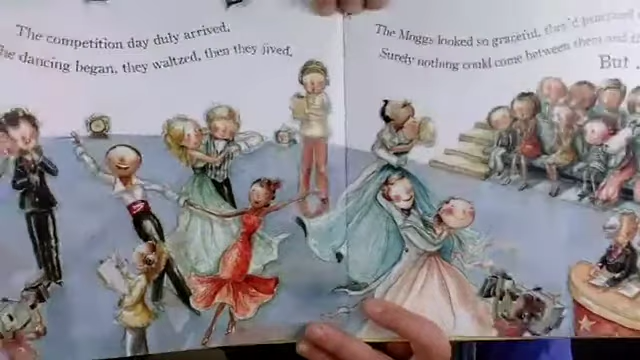 The competition day duly arrived.
he dancing began, they waltzed, then they jived.
The Moggs looked so graceful, they'd practised
Surely nothing could come between them and
But